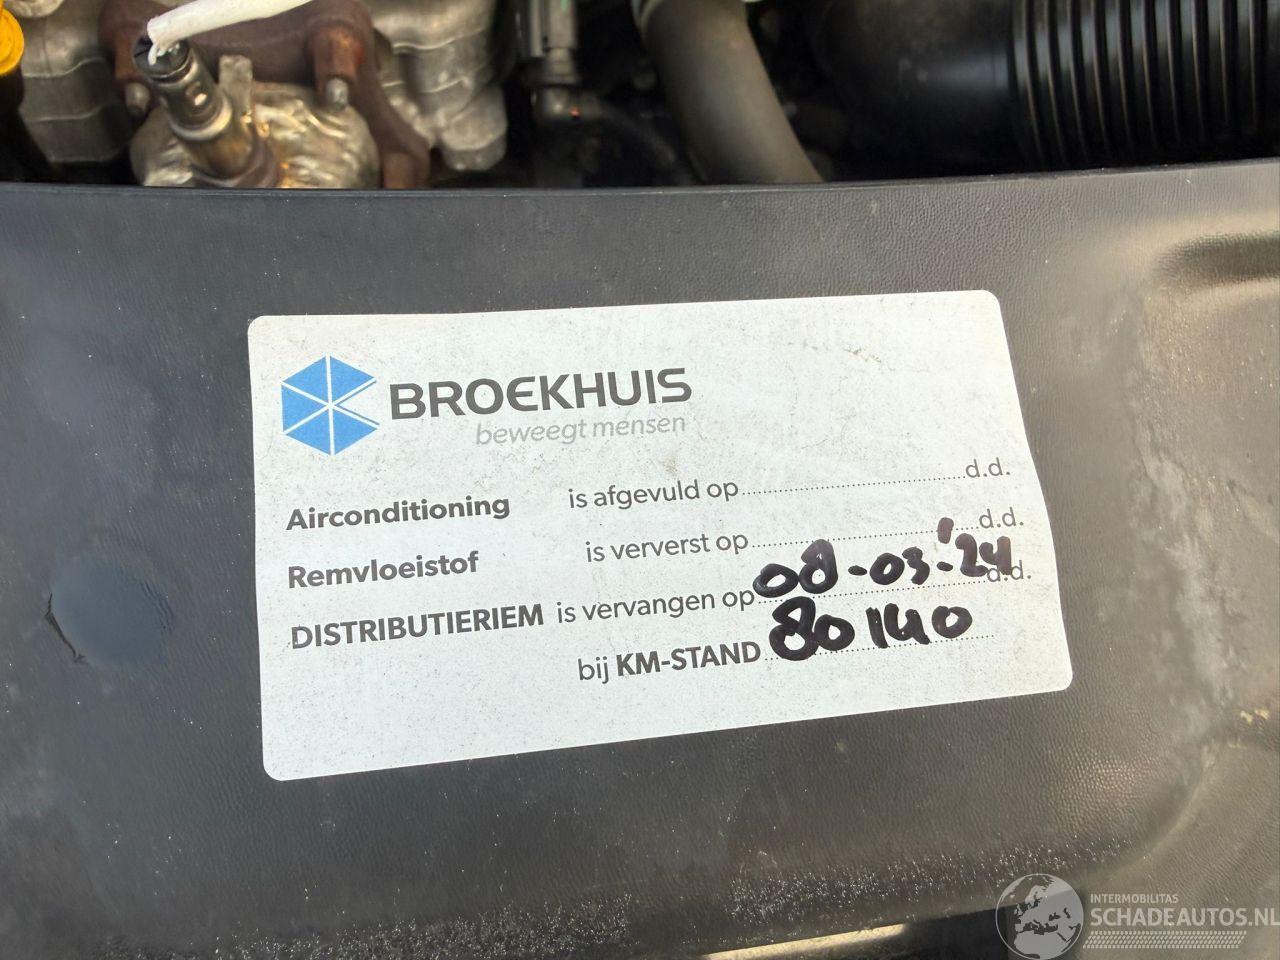 BROEKHUIS
beweegt mensen
Airconditioning is afgevuld op........................d.d.
Remvloeistof is ververst op........................d.d.
DISTRIBUTIERIEM is vervangen op 08-03-'24 d.d.
bij KM-STAND 80140
INTERMOBILITAS
SCHADEAUTOS.NL